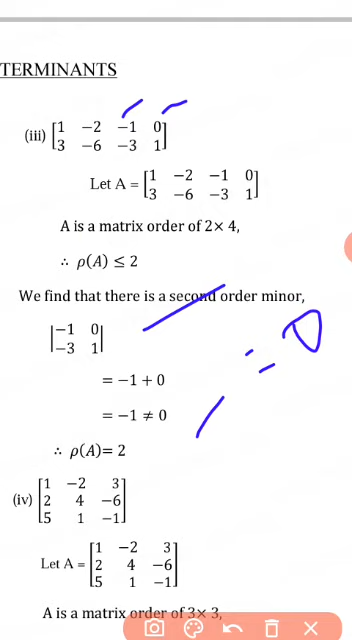 TERMINANTS
(iii) [1 −2 −1 0
3 −6 −3 1]
Let A = [1 −2 −1 0
3 −6 −3 1]
A is a matrix order of 2× 4,
∴ ρ(A) ≤ 2
We find that there is a second order minor,
|−1 0
−3 1|
= −1 + 0
= −1 ≠ 0
∴ ρ(A)= 2
(iv) [1 −2 3
2 4 −6
5 1 −1]
Let A = [1 −2 3
2 4 −6
5 1 −1]
A is a matrix order of 3× 3,